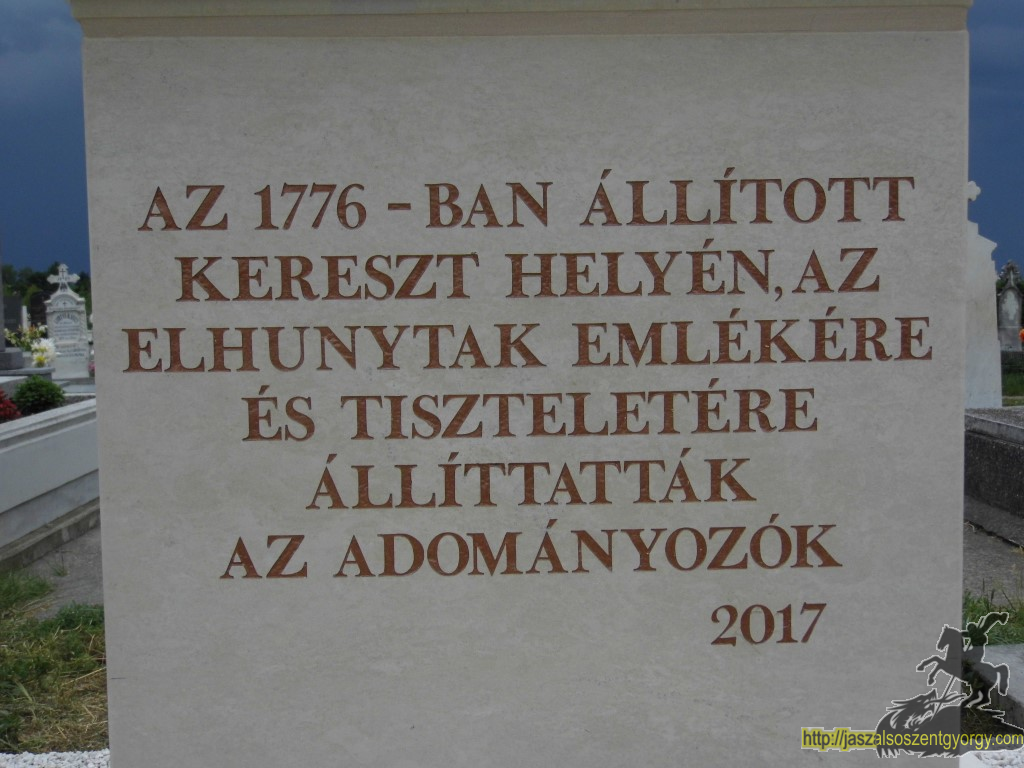 AZ 1776 - BAN ÁLLÍTOTT
KERESZT HELYÉN, AZ
ELHUNYTAK EMLÉKÉRE
ÉS TISZTELETÉRE
ÁLLÍTTATTÁK
AZ ADOMÁNYOZÓK
2017
http://jaszalsoszentgyorgy.com